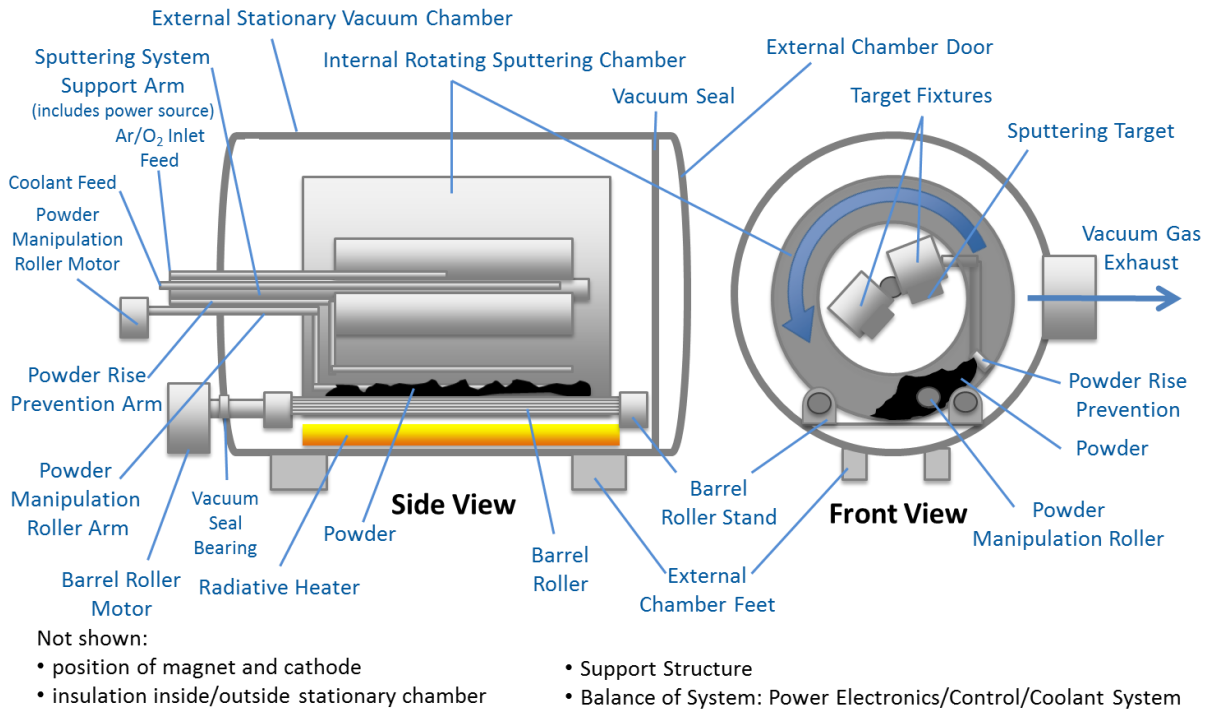 External Stationary Vacuum Chamber
Sputtering System
Support Arm
(includes power source)
Ar/O₂ Inlet
Feed
Coolant Feed
Powder
Manipulation
Roller Motor
Internal Rotating Sputtering Chamber
External Chamber Door
Vacuum Seal
Target Fixtures
Sputtering Target
Vacuum Gas
Exhaust
Powder Rise
Prevention Arm
Powder
Manipulation
Roller Arm
Vacuum
Seal
Bearing
Barrel Roller
Motor
Radiative Heater
Powder
Side View
Barrel
Roller
Barrel
Roller Stand
External
Chamber Feet
Front View
Powder Rise
Prevention
Powder
Powder
Manipulation Roller
Not shown:
• position of magnet and cathode
• insulation inside/outside stationary chamber
• Support Structure
• Balance of System: Power Electronics/Control/Coolant System